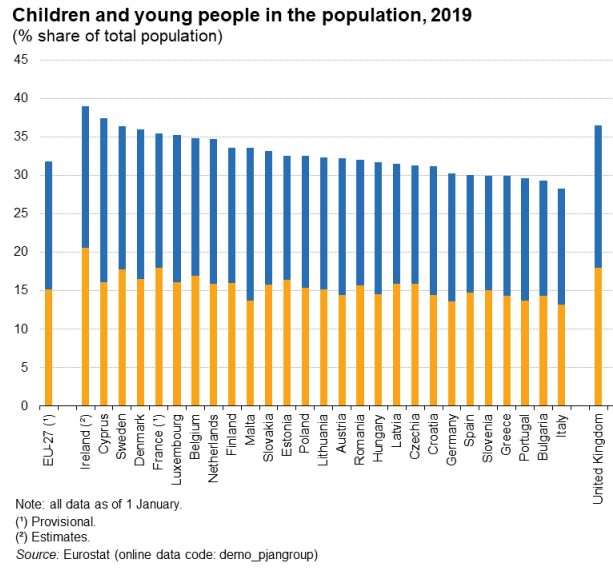 Children and young people in the population, 2019
(% share of total population)
45
40
35
30
25
20
15
10
5
0
EU-27 (¹)
Ireland (²)
Cyprus
Sweden
Denmark
France (¹)
Luxembourg
Belgium
Netherlands
Finland
Malta
Slovakia
Estonia
Poland
Lithuania
Austria
Romania
Hungary
Latvia
Czechia
Croatia
Germany
Spain
Slovenia
Greece
Portugal
Bulgaria
Italy
United Kingdom
Note: all data as of 1 January.
(¹) Provisional.
(²) Estimates.
Source: Eurostat (online data code: demo_pjangroup)